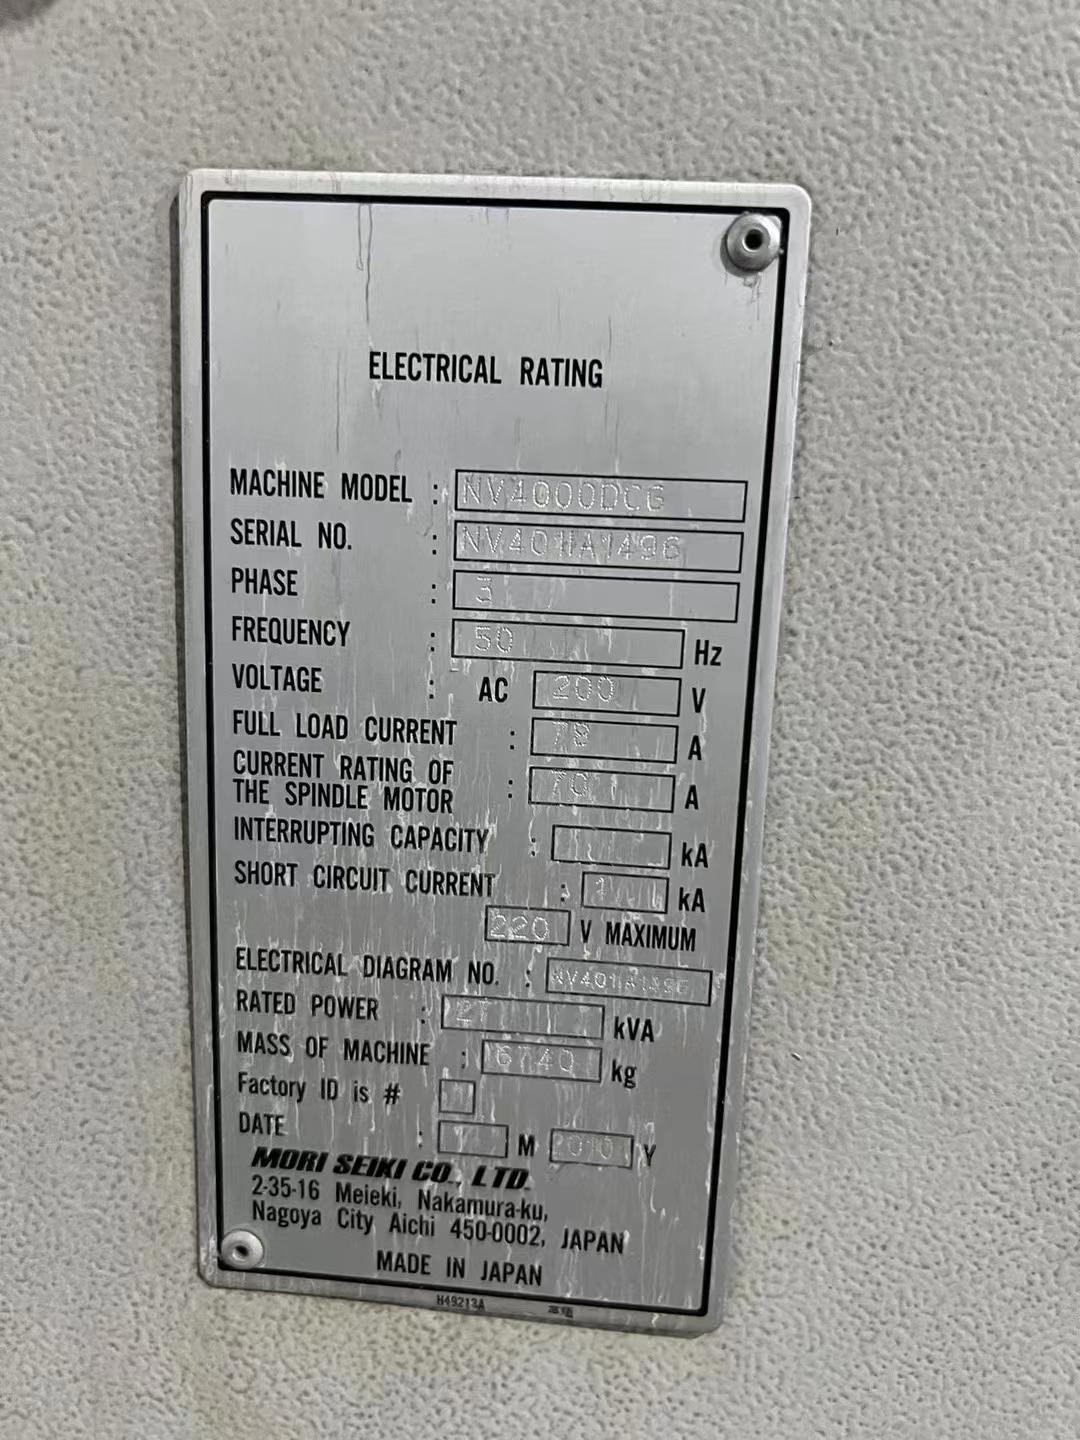 ELECTRICAL RATING
MACHINE MODEL : NV4000DCG
SERIAL NO. : NV401IA1496
PHASE : 3
FREQUENCY : 50 Hz
VOLTAGE : AC 200 V
FULL LOAD CURRENT : 78 A
CURRENT RATING OF
THE SPINDLE MOTOR : 70 A
INTERRUPTING CAPACITY : kA
SHORT CIRCUIT CURRENT : 1 kA
220 V MAXIMUM
ELECTRICAL DIAGRAM NO. : NV401IA1496
RATED POWER : 27 kVA
MASS OF MACHINE : 6740 kg
Factory ID is #
DATE : M 2010 Y
MORI SEIKI CO., LTD.
2-35-16 Meieki, Nakamura-ku,
Nagoya City Aichi 450-0002, JAPAN
MADE IN JAPAN
H49213A